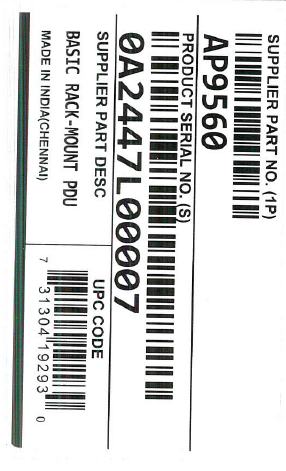 SUPPLIER PART NO. (1P)
AP9560
PRODUCT SERIAL NO. (S)
0A2447L00007
SUPPLIER PART DESC
BASIC RACK-MOUNT PDU
MADE IN INDIA(CHENNAI)
UPC CODE
7 31304 19293 0